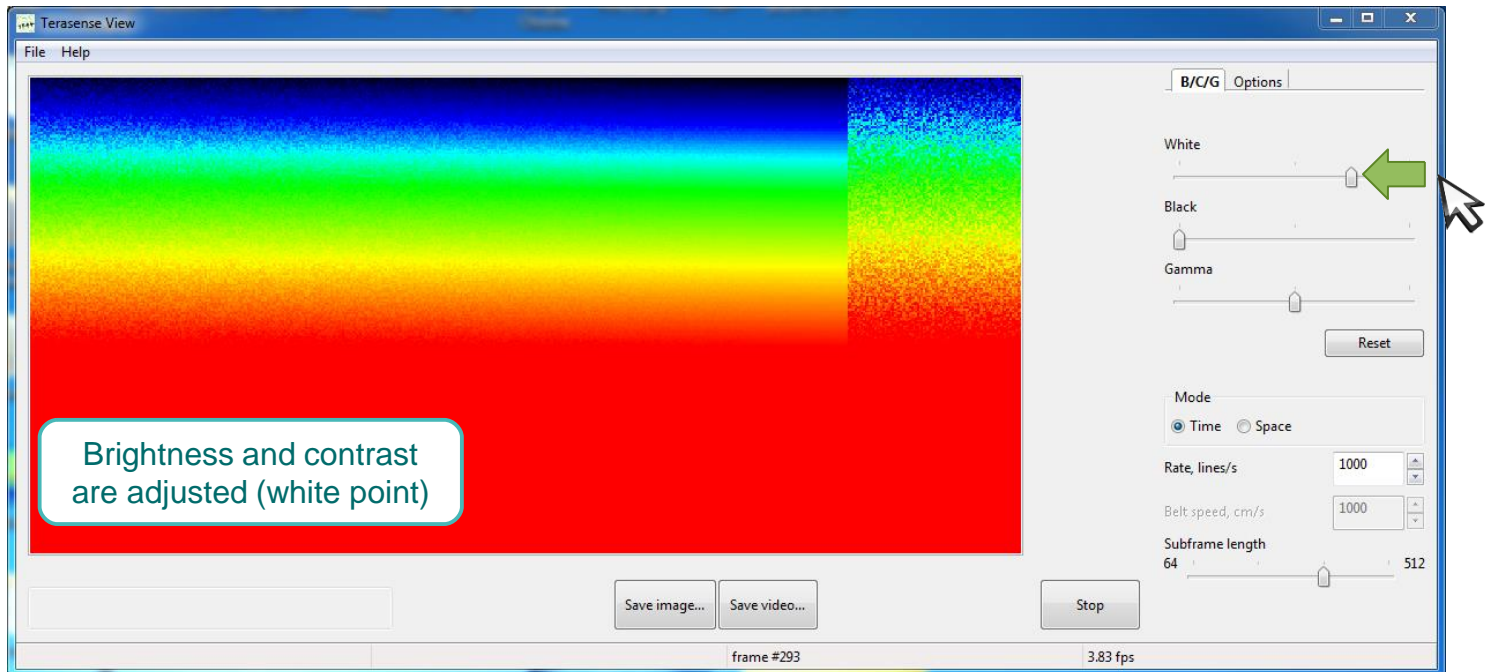 Terasense View
File Help
B/C/G Options
White
Black
Gamma
Reset
Mode
Time Space
Rate, lines/s 1000
Belt speed, cm/s 1000
Subframe length
64 512
Brightness and contrast
are adjusted (white point)
Save image... Save video... Stop
frame #293 3.83 fps